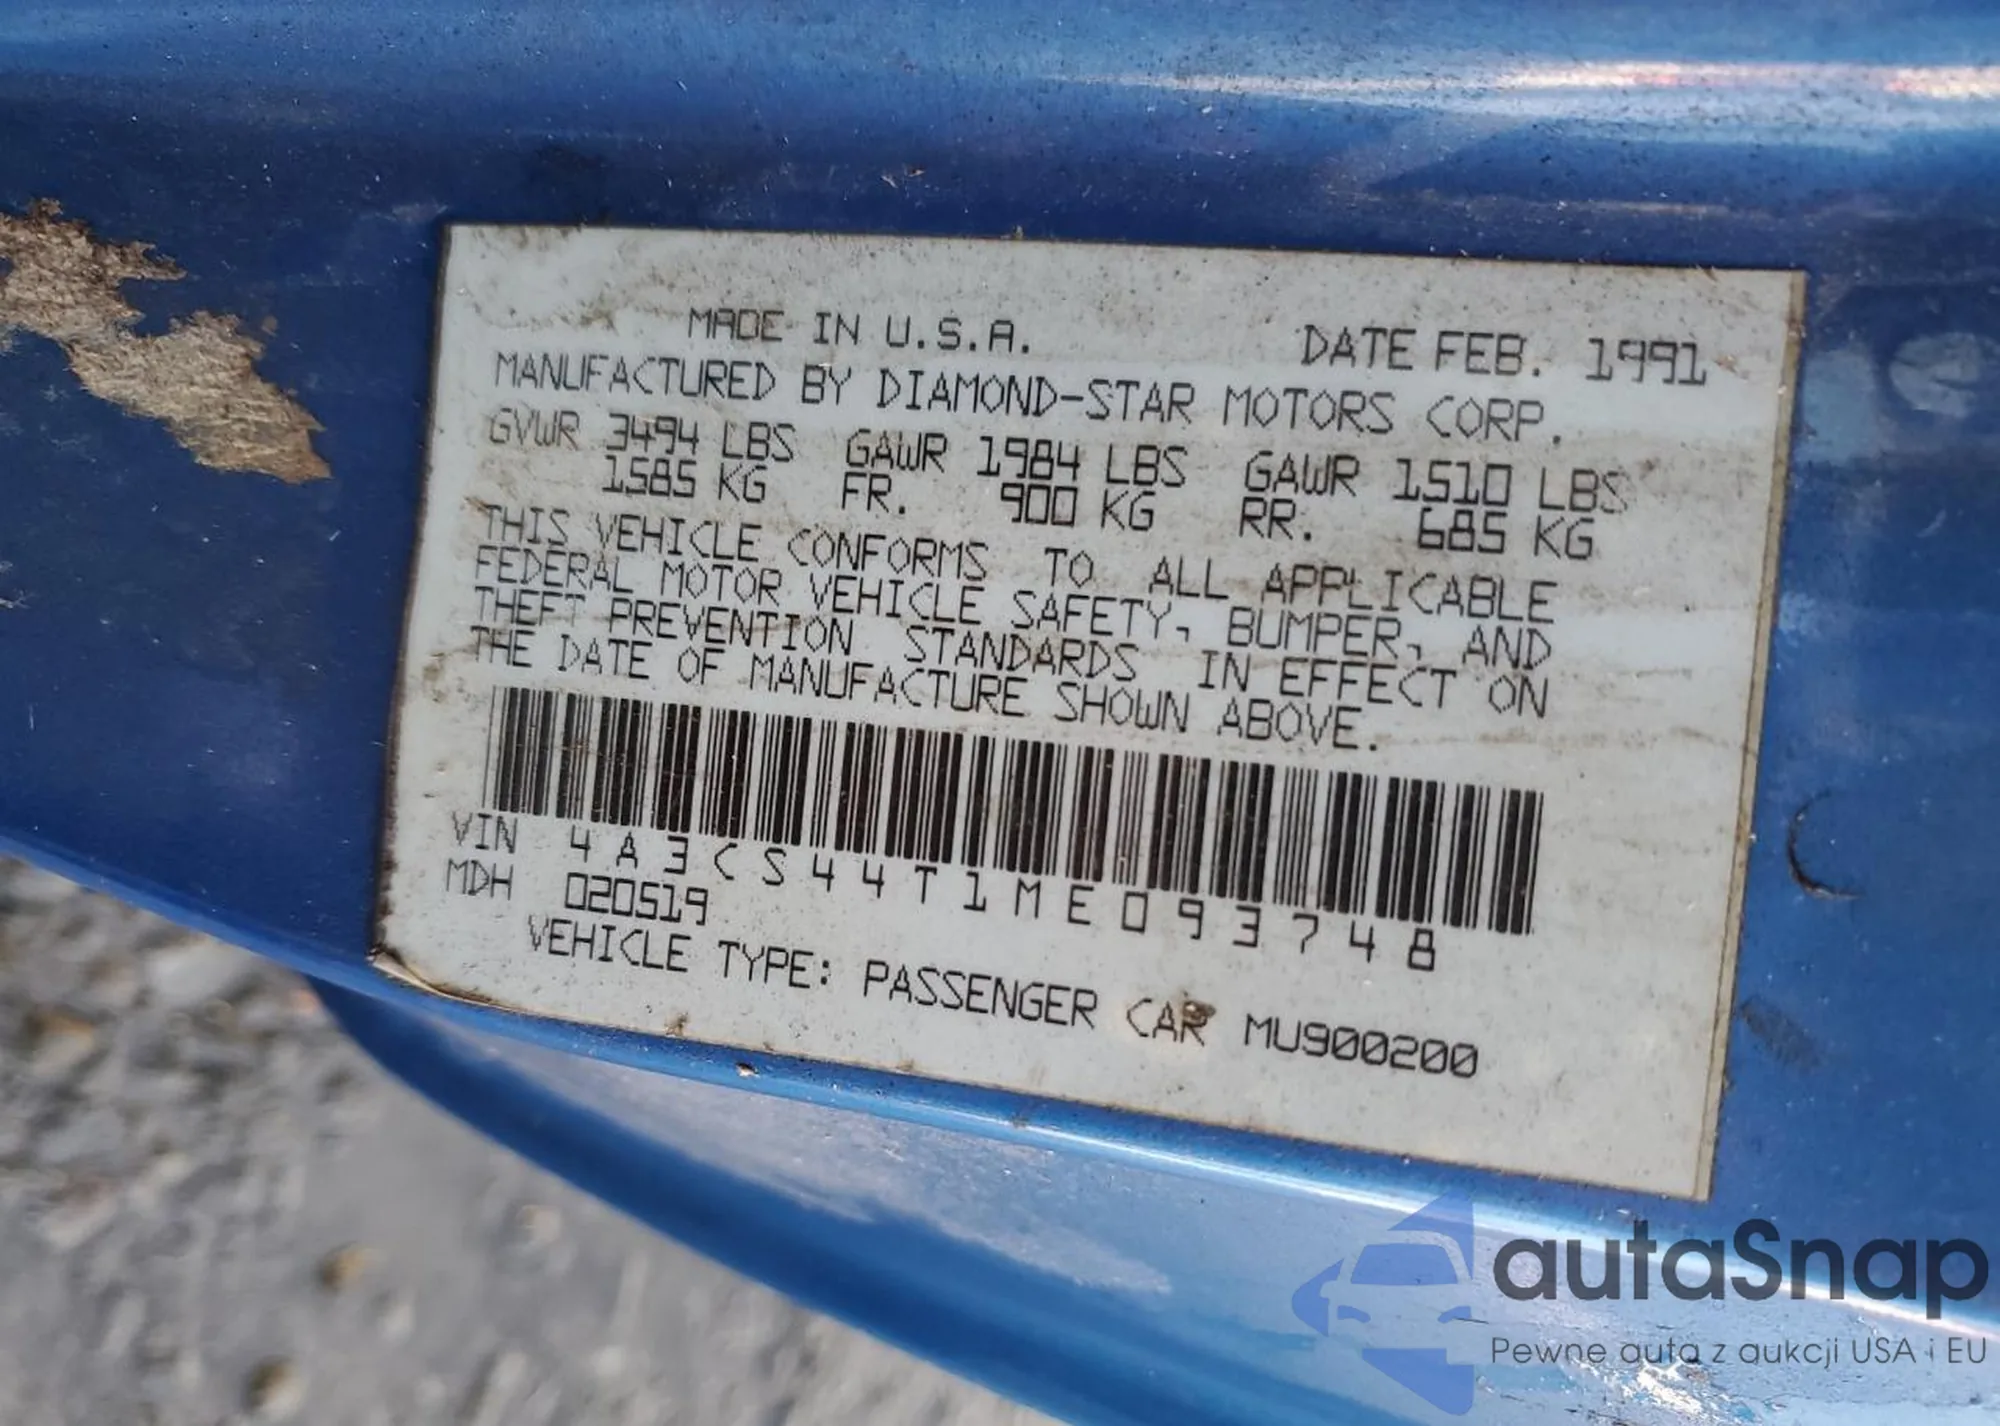 MADE IN U.S.A. DATE FEB. 1991
MANUFACTURED BY DIAMOND-STAR MOTORS CORP.
GVWR 3494 LBS GAWR 1984 LBS GAWR 1510 LBS
1585 KG FR. 900 KG RR. 685 KG
THIS VEHICLE CONFORMS TO ALL APPLICABLE
FEDERAL MOTOR VEHICLE SAFETY, BUMPER, AND
THEFT PREVENTION STANDARDS IN EFFECT ON
THE DATE OF MANUFACTURE SHOWN ABOVE.
VIN 4A3CS44T1ME093748
MDH 020519
VEHICLE TYPE: PASSENGER CAR MU900200
autaSnap
Pewne auta z aukcji USA i EU